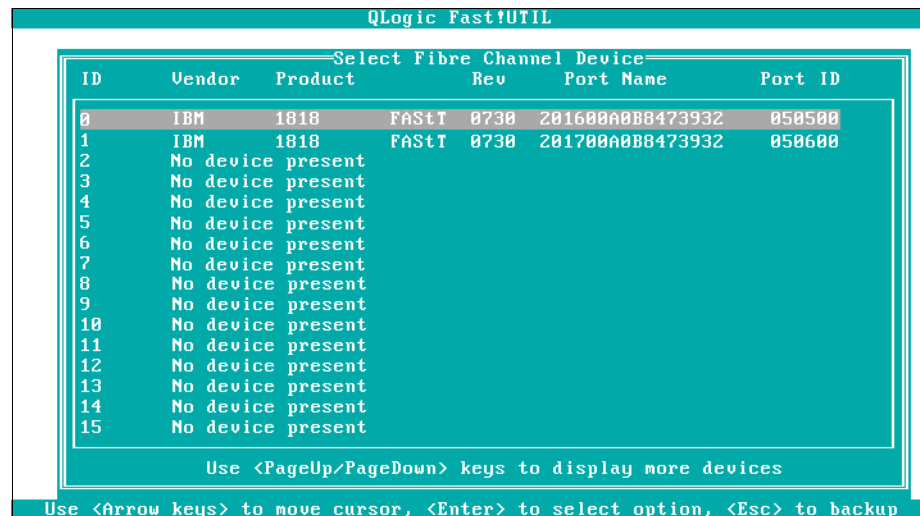 QLogic Fast!UTIL
Select Fibre Channel Device
ID Vendor Product Rev Port Name Port ID
0 IBM 1818 FAStT 0730 201600A0B8473932 050500
1 IBM 1818 FAStT 0730 201700A0B8473932 050600
2 No device present
3 No device present
4 No device present
5 No device present
6 No device present
7 No device present
8 No device present
9 No device present
10 No device present
11 No device present
12 No device present
13 No device present
14 No device present
15 No device present
Use <PageUp/PageDown> keys to display more devices
Use <Arrow keys> to move cursor, <Enter> to select option, <Esc> to backup